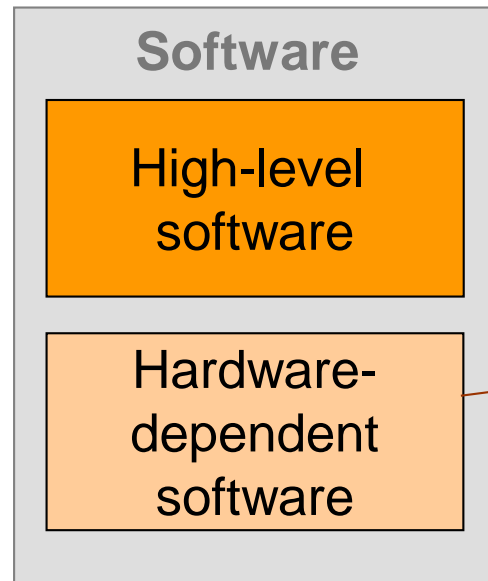 Software
High-level
software
Hardware-
dependent
software